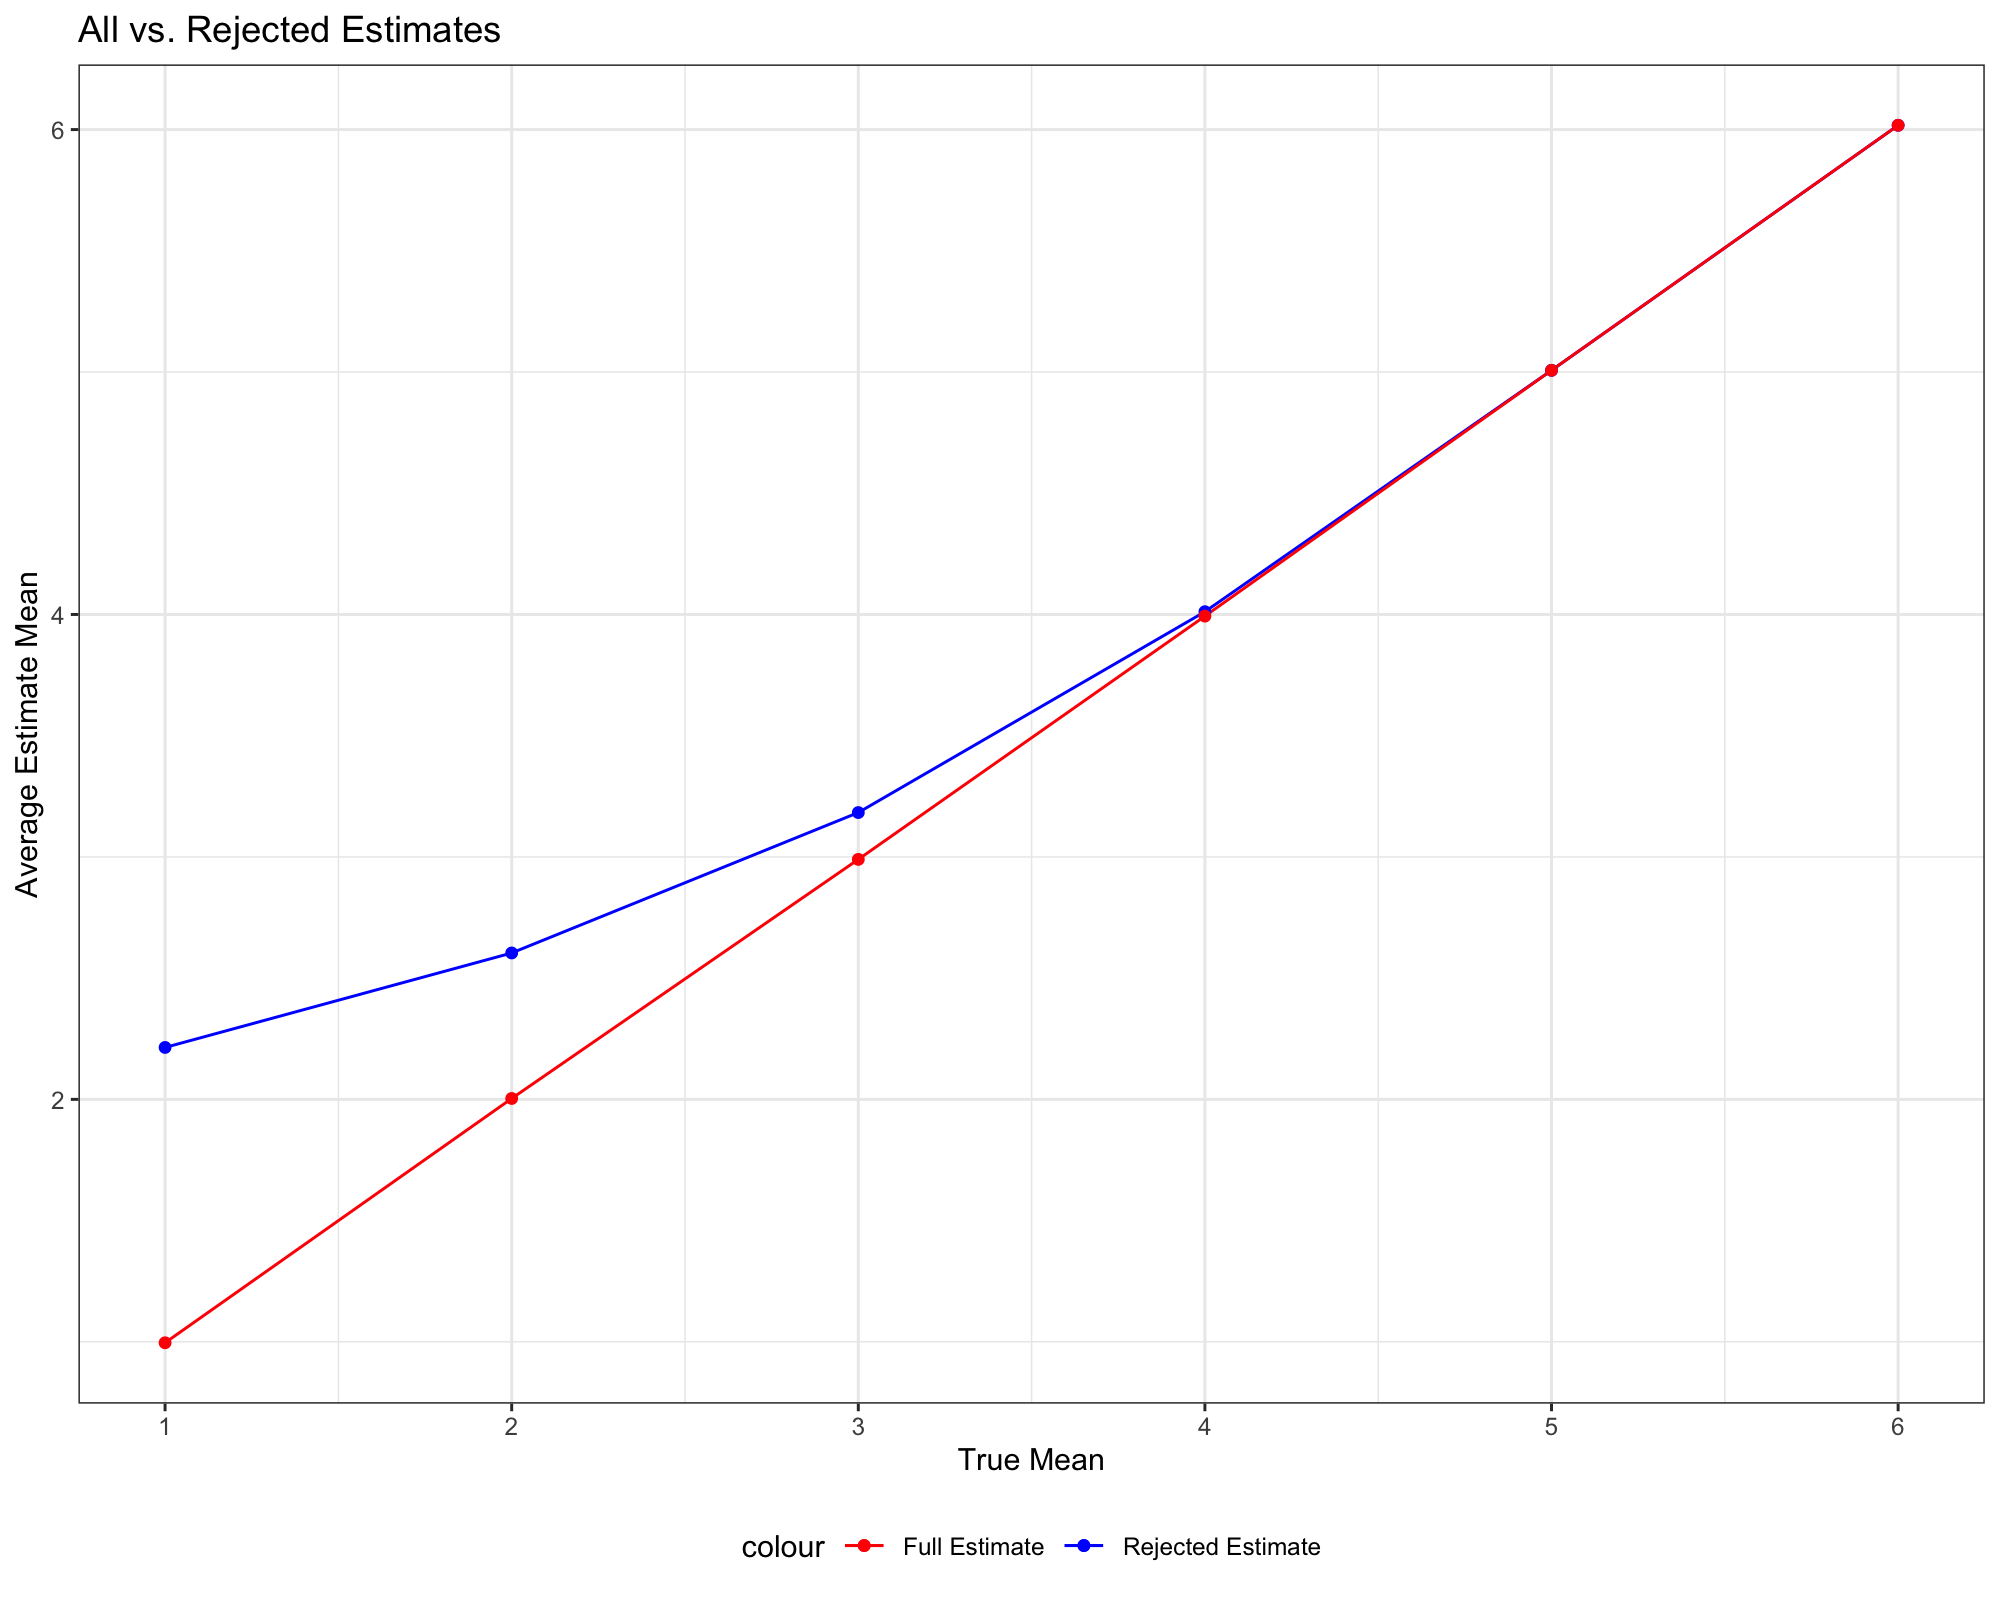 All vs. Rejected Estimates
Average Estimate Mean
6
4
2
1 2 3 4 5 6
True Mean
colour Full Estimate Rejected Estimate